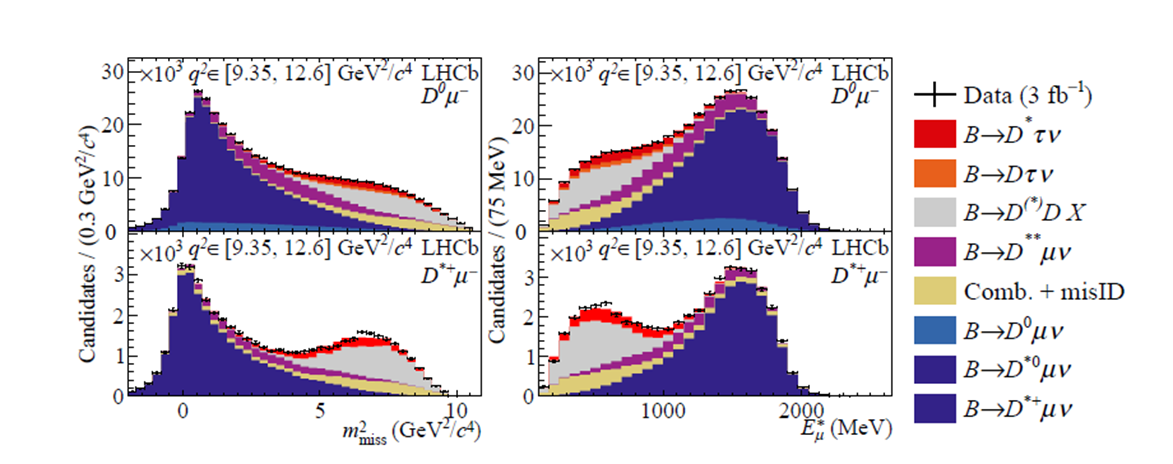 ×10³ q²∈[9.35, 12.6] GeV²/c⁴ LHCb
D⁰μ⁻
30
20
10
0
×10³ q²∈[9.35, 12.6] GeV²/c⁴ LHCb
D*⁺μ⁻
3
2
1
0
0 5 10
m²miss (GeV²/c⁴)
Candidates / (0.3 GeV²/c⁴)
×10³ q²∈[9.35, 12.6] GeV²/c⁴ LHCb
D⁰μ⁻
30
20
10
0
×10³ q²∈[9.35, 12.6] GeV²/c⁴ LHCb
D*⁺μ⁻
3
2
1
0
1000 2000
E*μ (MeV)
Candidates / (75 MeV)
Data (3 fb⁻¹)
B→D*τν
B→Dτν
B→D⁽*⁾D X
B→D**μν
Comb. + misID
B→D⁰μν
B→D*⁰μν
B→D*⁺μν